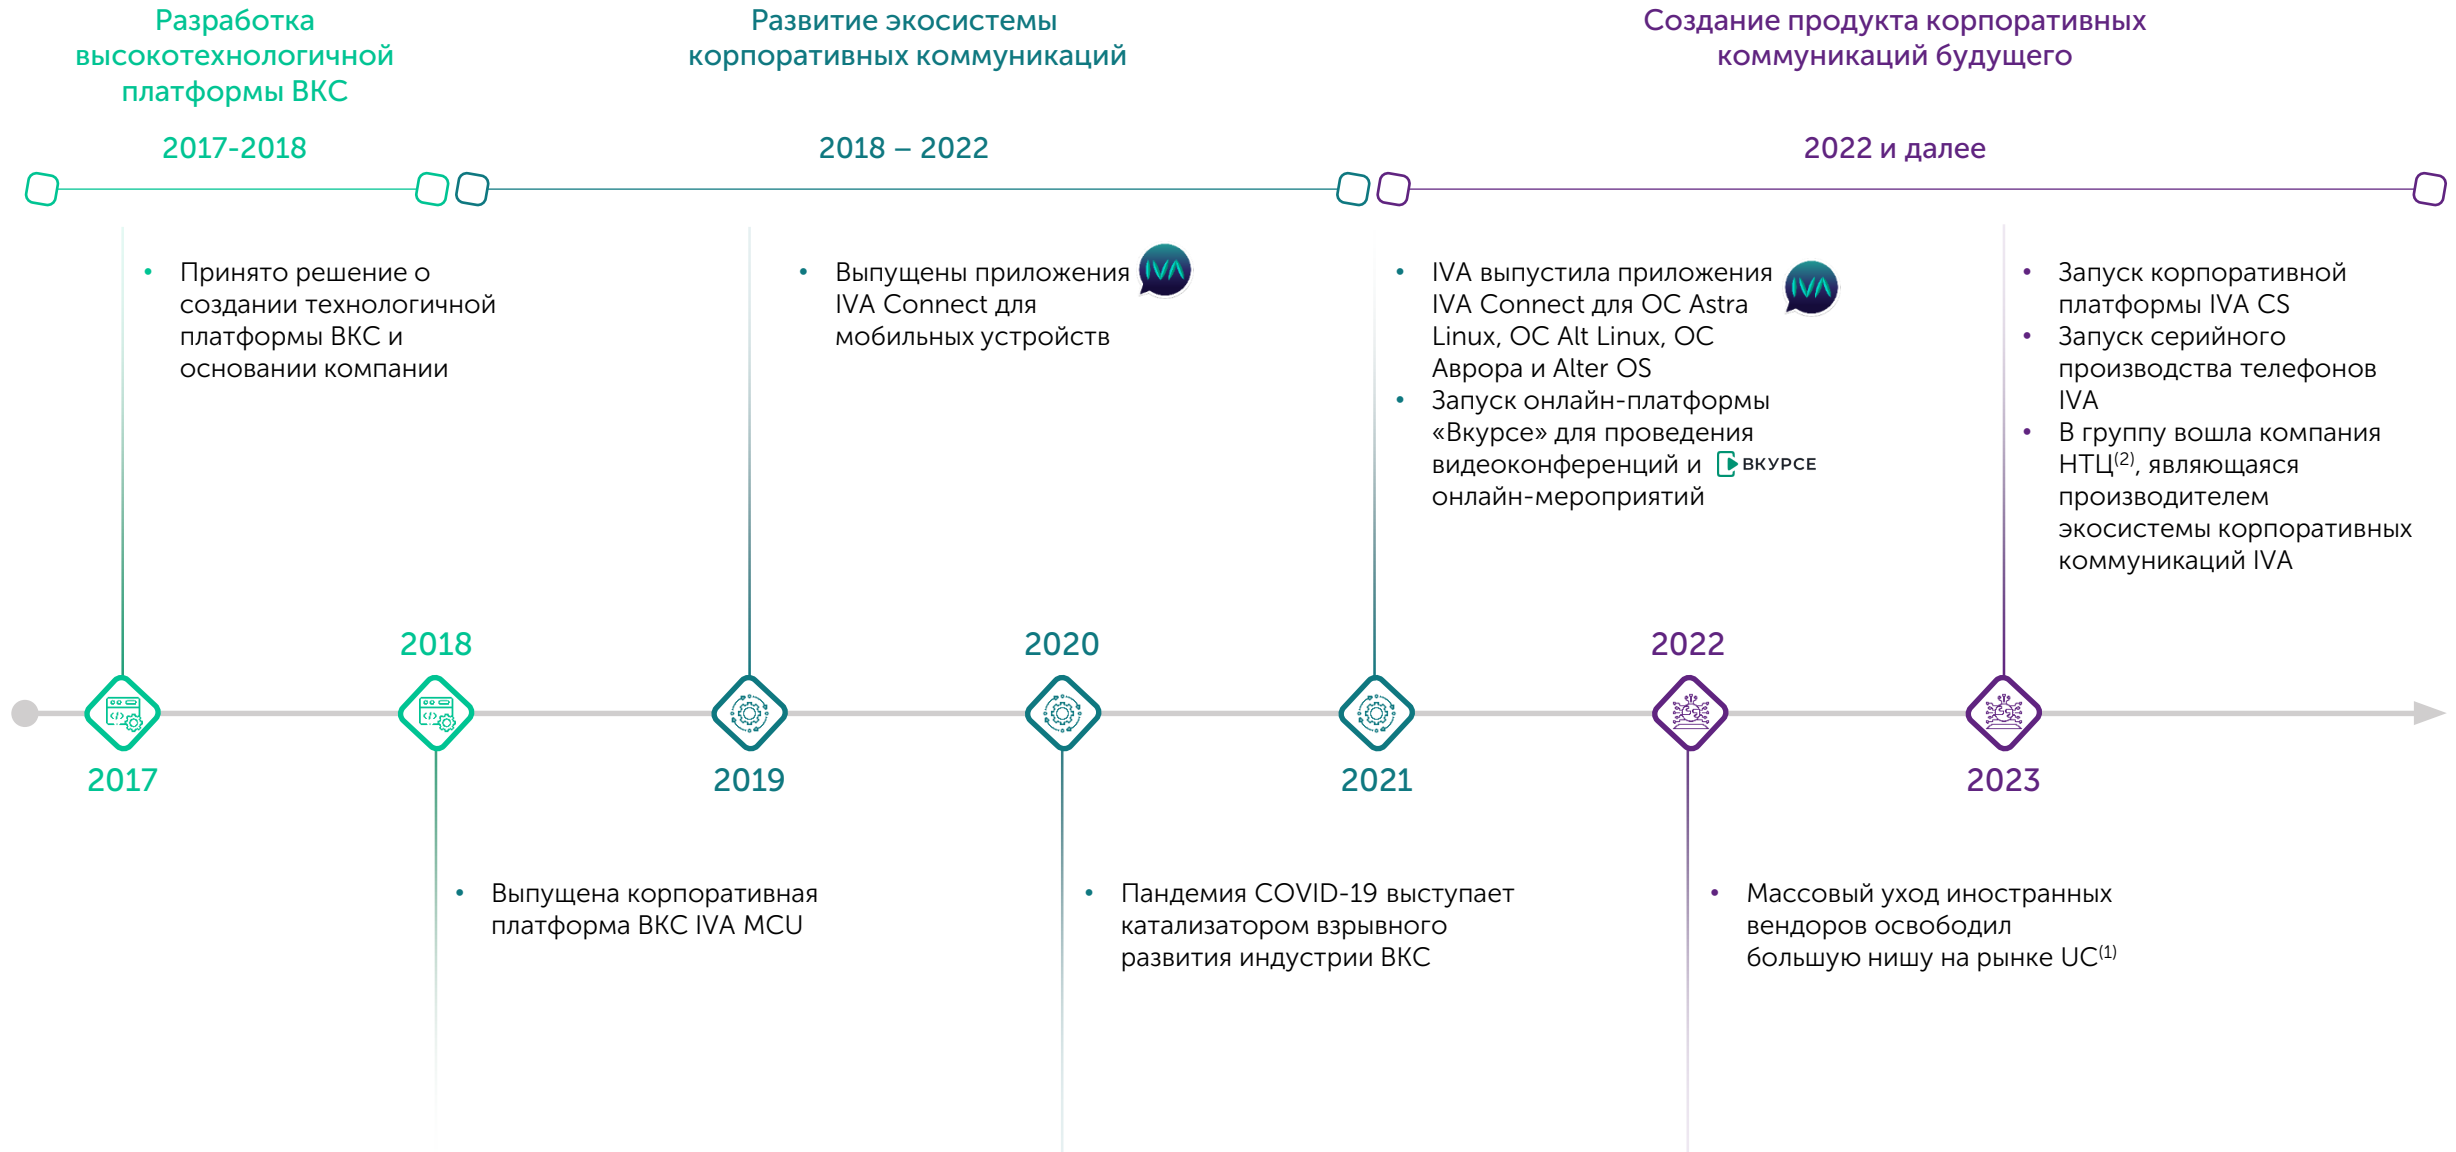 Разработка
высокотехнологичной
платформы ВКС
2017-2018
Развитие экосистемы
корпоративных коммуникаций
2018 – 2022
Создание продукта корпоративных
коммуникаций будущего
2022 и далее
• Принято решение о
создании технологичной
платформы ВКС и
основании компании
• Выпущены приложения
IVA Connect для
мобильных устройств
IVA
• IVA выпустила приложения
IVA Connect для ОС Astra
Linux, ОС Alt Linux, ОС
Аврора и Alter OS
IVA
• Запуск онлайн-платформы
«Вкурсе» для проведения
видеоконференций и
онлайн-мероприятий
ВКУРСЕ
• Запуск корпоративной
платформы IVA CS
• Запуск серийного
производства телефонов
IVA
• В группу вошла компания
НТЦ(2), являющаяся
производителем
экосистемы корпоративных
коммуникаций IVA
2017
2018
2019
2020
2021
2022
2023
• Выпущена корпоративная
платформа ВКС IVA MCU
• Пандемия COVID-19 выступает
катализатором взрывного
развития индустрии ВКС
• Массовый уход иностранных
вендоров освободил
большую нишу на рынке UC(1)